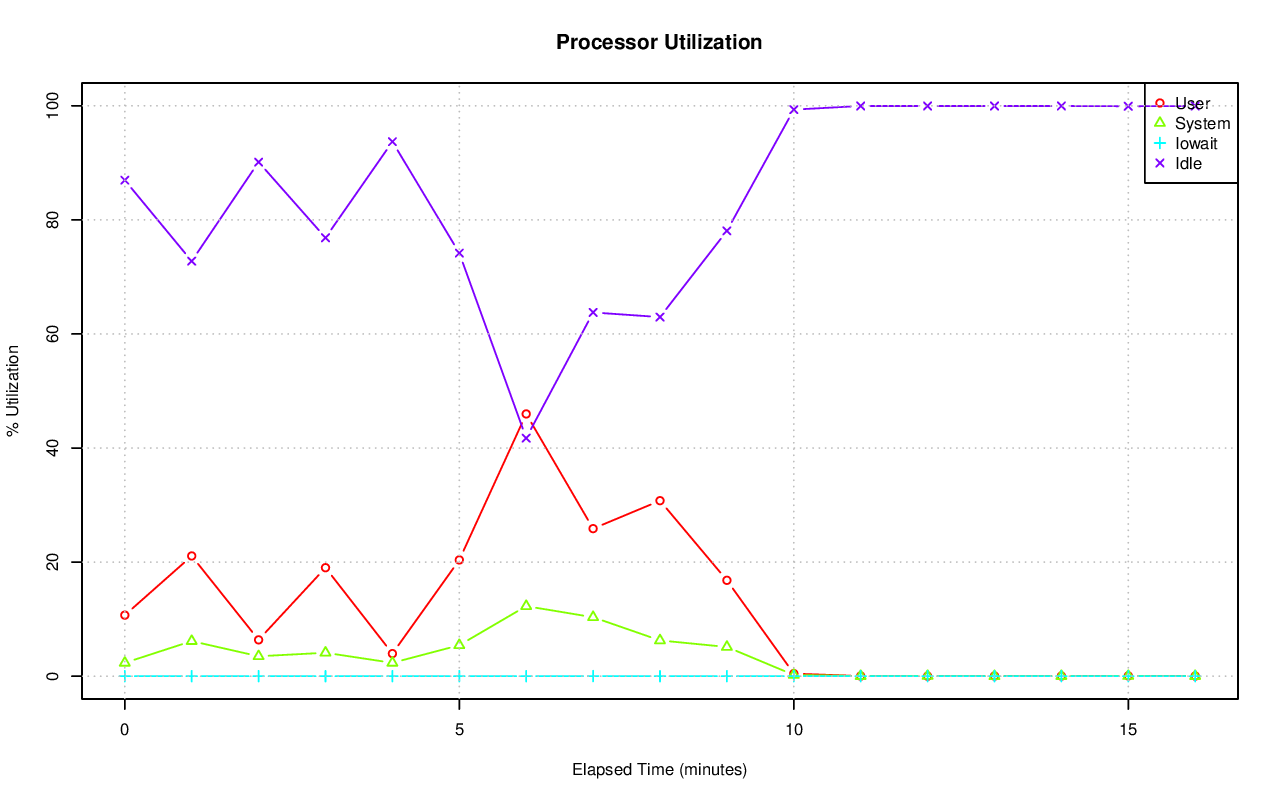 Processor Utilization
100
80
60
40
20
0
% Utilization
User
System
Iowait
Idle
0 5 10 15
Elapsed Time (minutes)